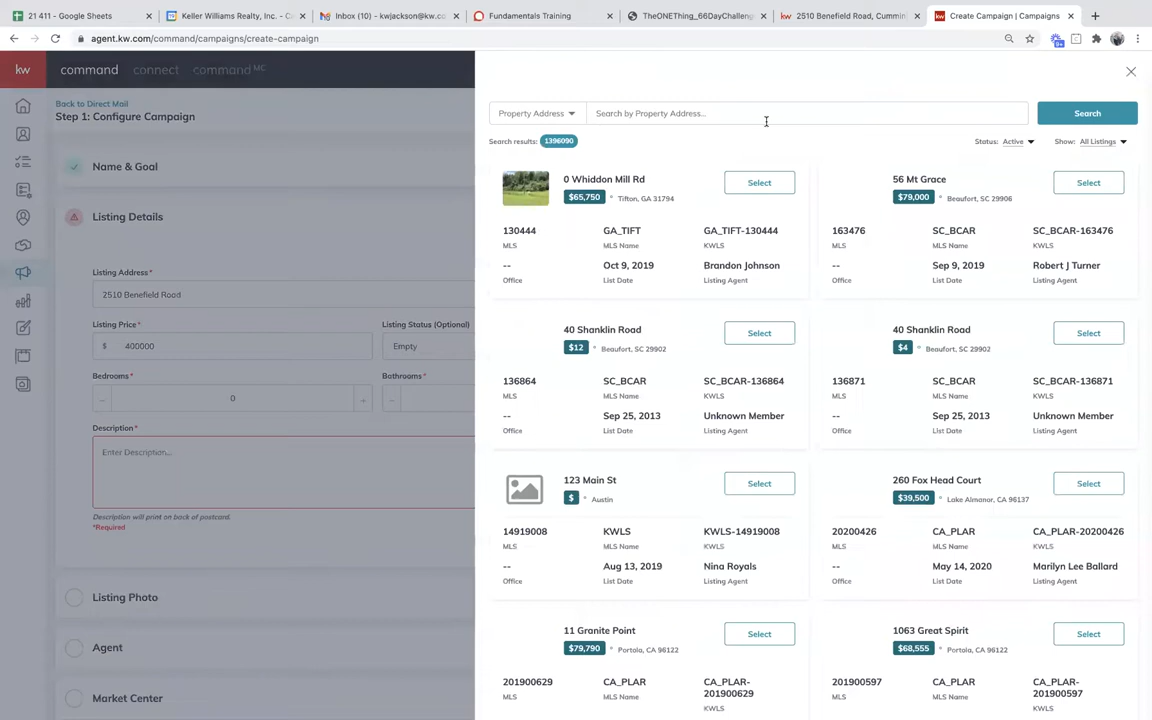 21 411 - Google Sheets
Keller Williams Realty, Inc. - C
Inbox (10) - kwjackson@kw.co
Fundamentals Training
TheONEThing_66DayChalleng
2510 Benefield Road, Cummin
Create Campaign | Campaigns
agent.kw.com/command/campaigns/create-campaign
kw command connect command MC
Back to Direct Mail
Step 1: Configure Campaign
Name & Goal
Listing Details
Listing Address*
2510 Benefield Road
Listing Price* Listing Status (Optional)
$ 400000 Empty
Bedrooms* Bathrooms*
0
Description*
Enter Description...
Description will print on back of postcard.
*Required
Listing Photo
Agent
Market Center
Property Address Search by Property Address... Search
Search results: 1396090 Status: Active Show: All Listings
0 Whiddon Mill Rd Select
$65,750 Tifton, GA 31794
130444 GA_TIFT GA_TIFT-130444
MLS MLS Name KWLS
-- Oct 9, 2019 Brandon Johnson
Office List Date Listing Agent
56 Mt Grace Select
$79,000 Beaufort, SC 29906
163476 SC_BCAR SC_BCAR-163476
MLS MLS Name KWLS
-- Sep 9, 2019 Robert J Turner
Office List Date Listing Agent
40 Shanklin Road Select
$12 Beaufort, SC 29902
136864 SC_BCAR SC_BCAR-136864
MLS MLS Name KWLS
-- Sep 25, 2013 Unknown Member
Office List Date Listing Agent
40 Shanklin Road Select
$4 Beaufort, SC 29902
136871 SC_BCAR SC_BCAR-136871
MLS MLS Name KWLS
-- Sep 25, 2013 Unknown Member
Office List Date Listing Agent
123 Main St Select
$ Austin
14919008 KWLS KWLS-14919008
MLS MLS Name KWLS
-- Aug 13, 2019 Nina Royals
Office List Date Listing Agent
260 Fox Head Court Select
$39,500 Lake Almanor, CA 96137
20200426 CA_PLAR CA_PLAR-20200426
MLS MLS Name KWLS
-- May 14, 2020 Marilyn Lee Ballard
Office List Date Listing Agent
11 Granite Point Select
$79,790 Portola, CA 96122
201900629 CA_PLAR CA_PLAR-
201900629
MLS MLS Name
KWLS
1063 Great Spirit Select
$68,555 Portola, CA 96122
201900597 CA_PLAR CA_PLAR-
201900597
MLS MLS Name
KWLS